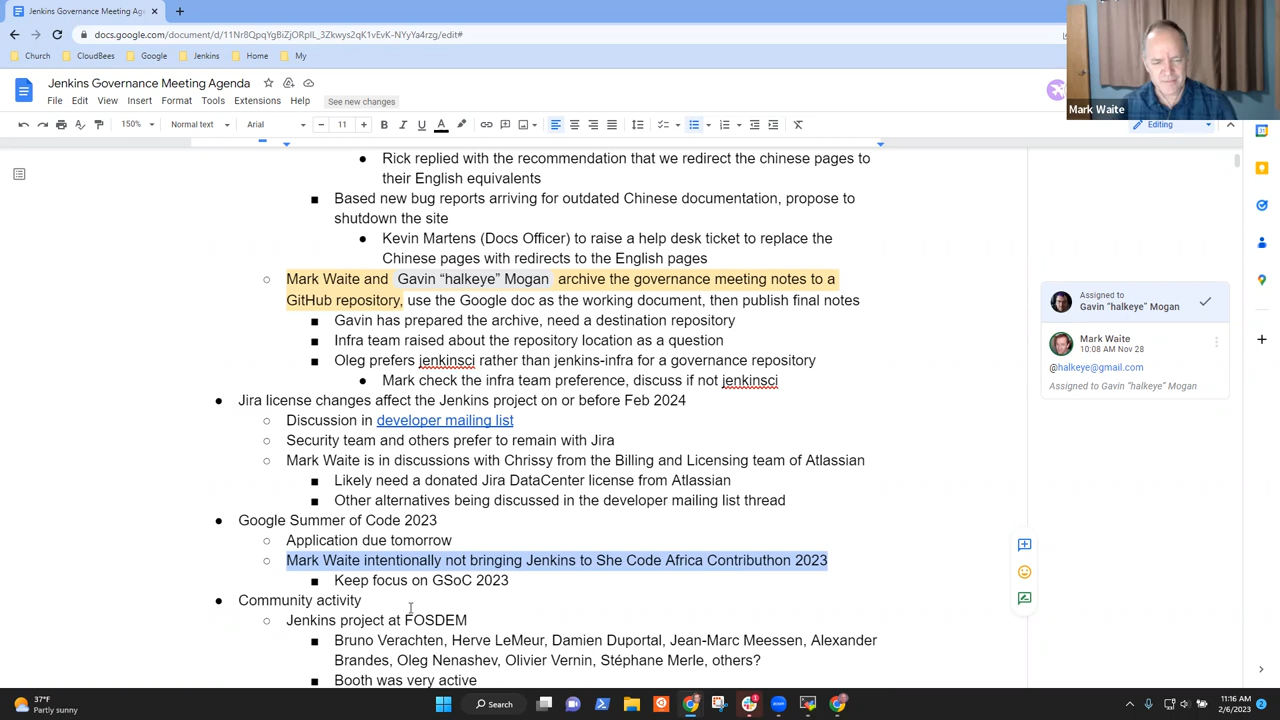 Jenkins Governance Meeting Age
docs.google.com/document/d/11Nr8QpqYgBiZjORpIL_3Zkwys2qK1vEvK-NYyYa4rzg/edit#
Church CloudBees Google Jenkins Home My
Jenkins Governance Meeting Agenda
File Edit View Insert Format Tools Extensions Help See new changes
150% Normal text Arial 11 Editing
Mark Waite
Rick replied with the recommendation that we redirect the chinese pages to
their English equivalents
Based new bug reports arriving for outdated Chinese documentation, propose to
shutdown the site
Kevin Martens (Docs Officer) to raise a help desk ticket to replace the
Chinese pages with redirects to the English pages
Mark Waite and Gavin “halkeye” Mogan archive the governance meeting notes to a
GitHub repository, use the Google doc as the working document, then publish final notes
Gavin has prepared the archive, need a destination repository
Infra team raised about the repository location as a question
Oleg prefers jenkinsci rather than jenkins-infra for a governance repository
Mark check the infra team preference, discuss if not jenkinsci
Jira license changes affect the Jenkins project on or before Feb 2024
Discussion in developer mailing list
Security team and others prefer to remain with Jira
Mark Waite is in discussions with Chrissy from the Billing and Licensing team of Atlassian
Likely need a donated Jira DataCenter license from Atlassian
Other alternatives being discussed in the developer mailing list thread
Google Summer of Code 2023
Application due tomorrow
Mark Waite intentionally not bringing Jenkins to She Code Africa Contributhon 2023
Keep focus on GSoC 2023
Community activity
Jenkins project at FOSDEM
Bruno Verachten, Herve LeMeur, Damien Duportal, Jean-Marc Meessen, Alexander
Brandes, Oleg Nenashev, Olivier Vernin, Stéphane Merle, others?
Booth was very active
Assigned to
Gavin “halkeye” Mogan
Mark Waite
10:08 AM Nov 28
@halkeye@gmail.com
Assigned to Gavin “halkeye” Mogan
37°F
Partly sunny
Search
11:16 AM
2/6/2023